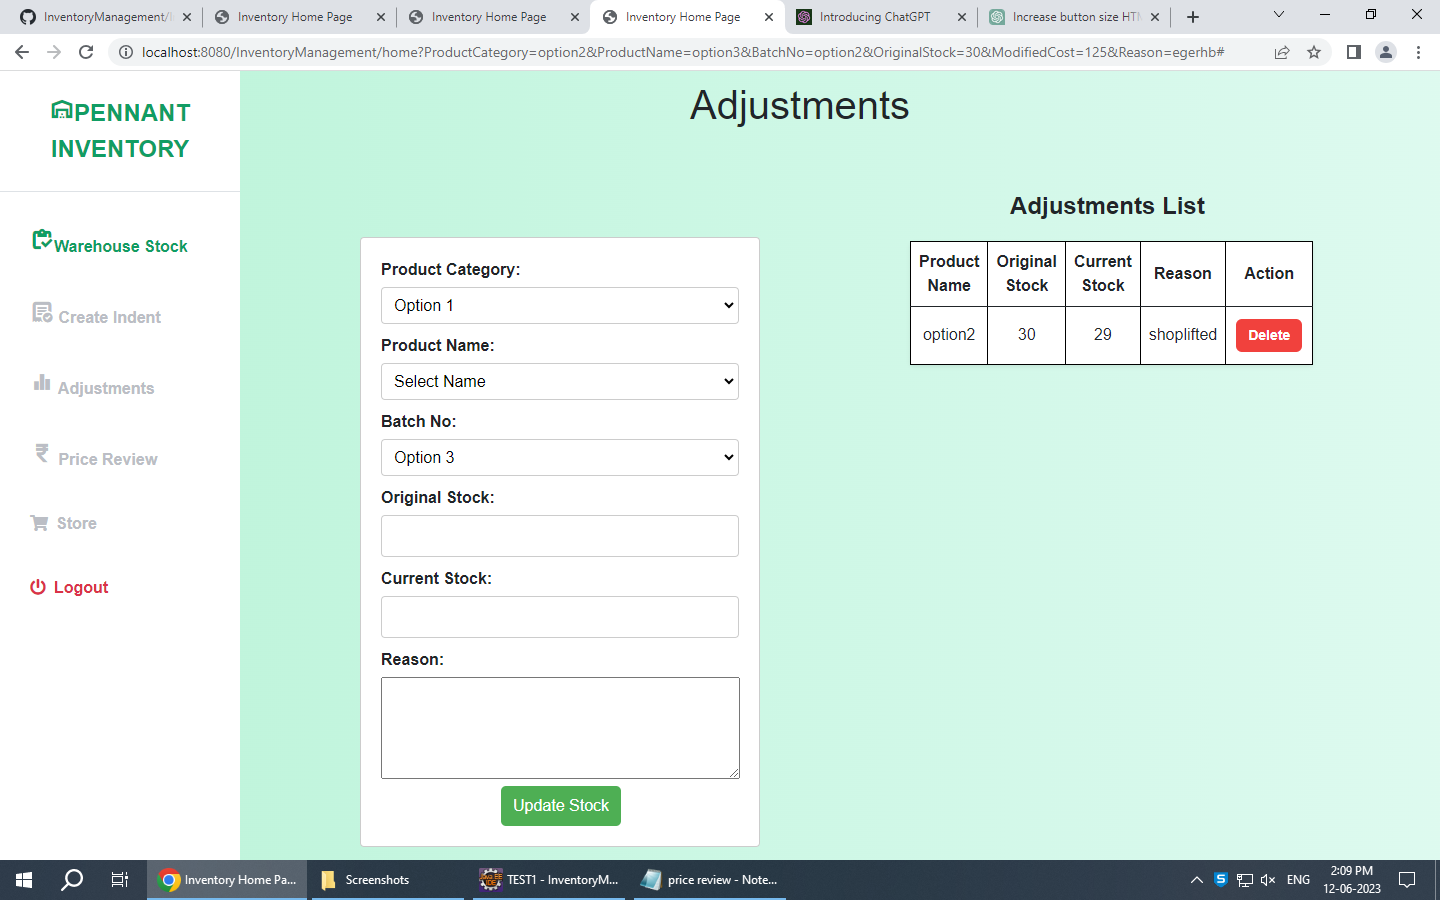 InventoryManagement/I
Inventory Home Page
Inventory Home Page
Inventory Home Page
Introducing ChatGPT
Increase button size HTM
localhost:8080/InventoryManagement/home?ProductCategory=option2&ProductName=option3&BatchNo=option2&OriginalStock=30&ModifiedCost=125&Reason=egerhb#
PENNANT
INVENTORY
Warehouse Stock
Create Indent
Adjustments
Price Review
Store
Logout
Adjustments
Product Category:
Option 1
Product Name:
Select Name
Batch No:
Option 3
Original Stock:
Current Stock:
Reason:
Update Stock
Adjustments List
Product Name Original Stock Current Stock Reason Action
option2 30 29 shoplifted Delete
Inventory Home Pa...
Screenshots
TEST1 - InventoryM...
price review - Note...
ENG
2:09 PM
12-06-2023